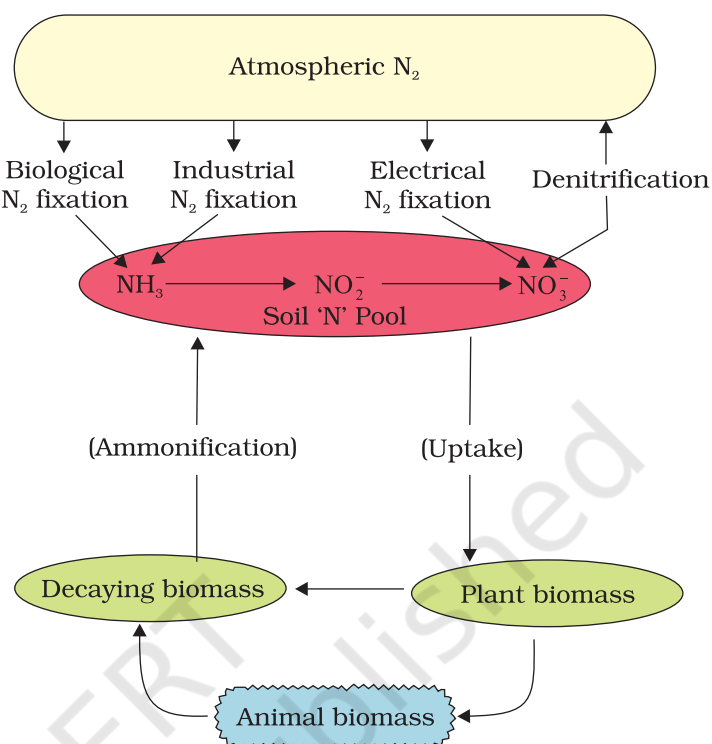 Atmospheric N₂
Biological
N₂ fixation
Industrial
N₂ fixation
Electrical
N₂ fixation
Denitrification
NH₃
NO₂⁻
NO₃⁻
Soil ‘N’ Pool
(Ammonification)
(Uptake)
Decaying biomass
Plant biomass
Animal biomass